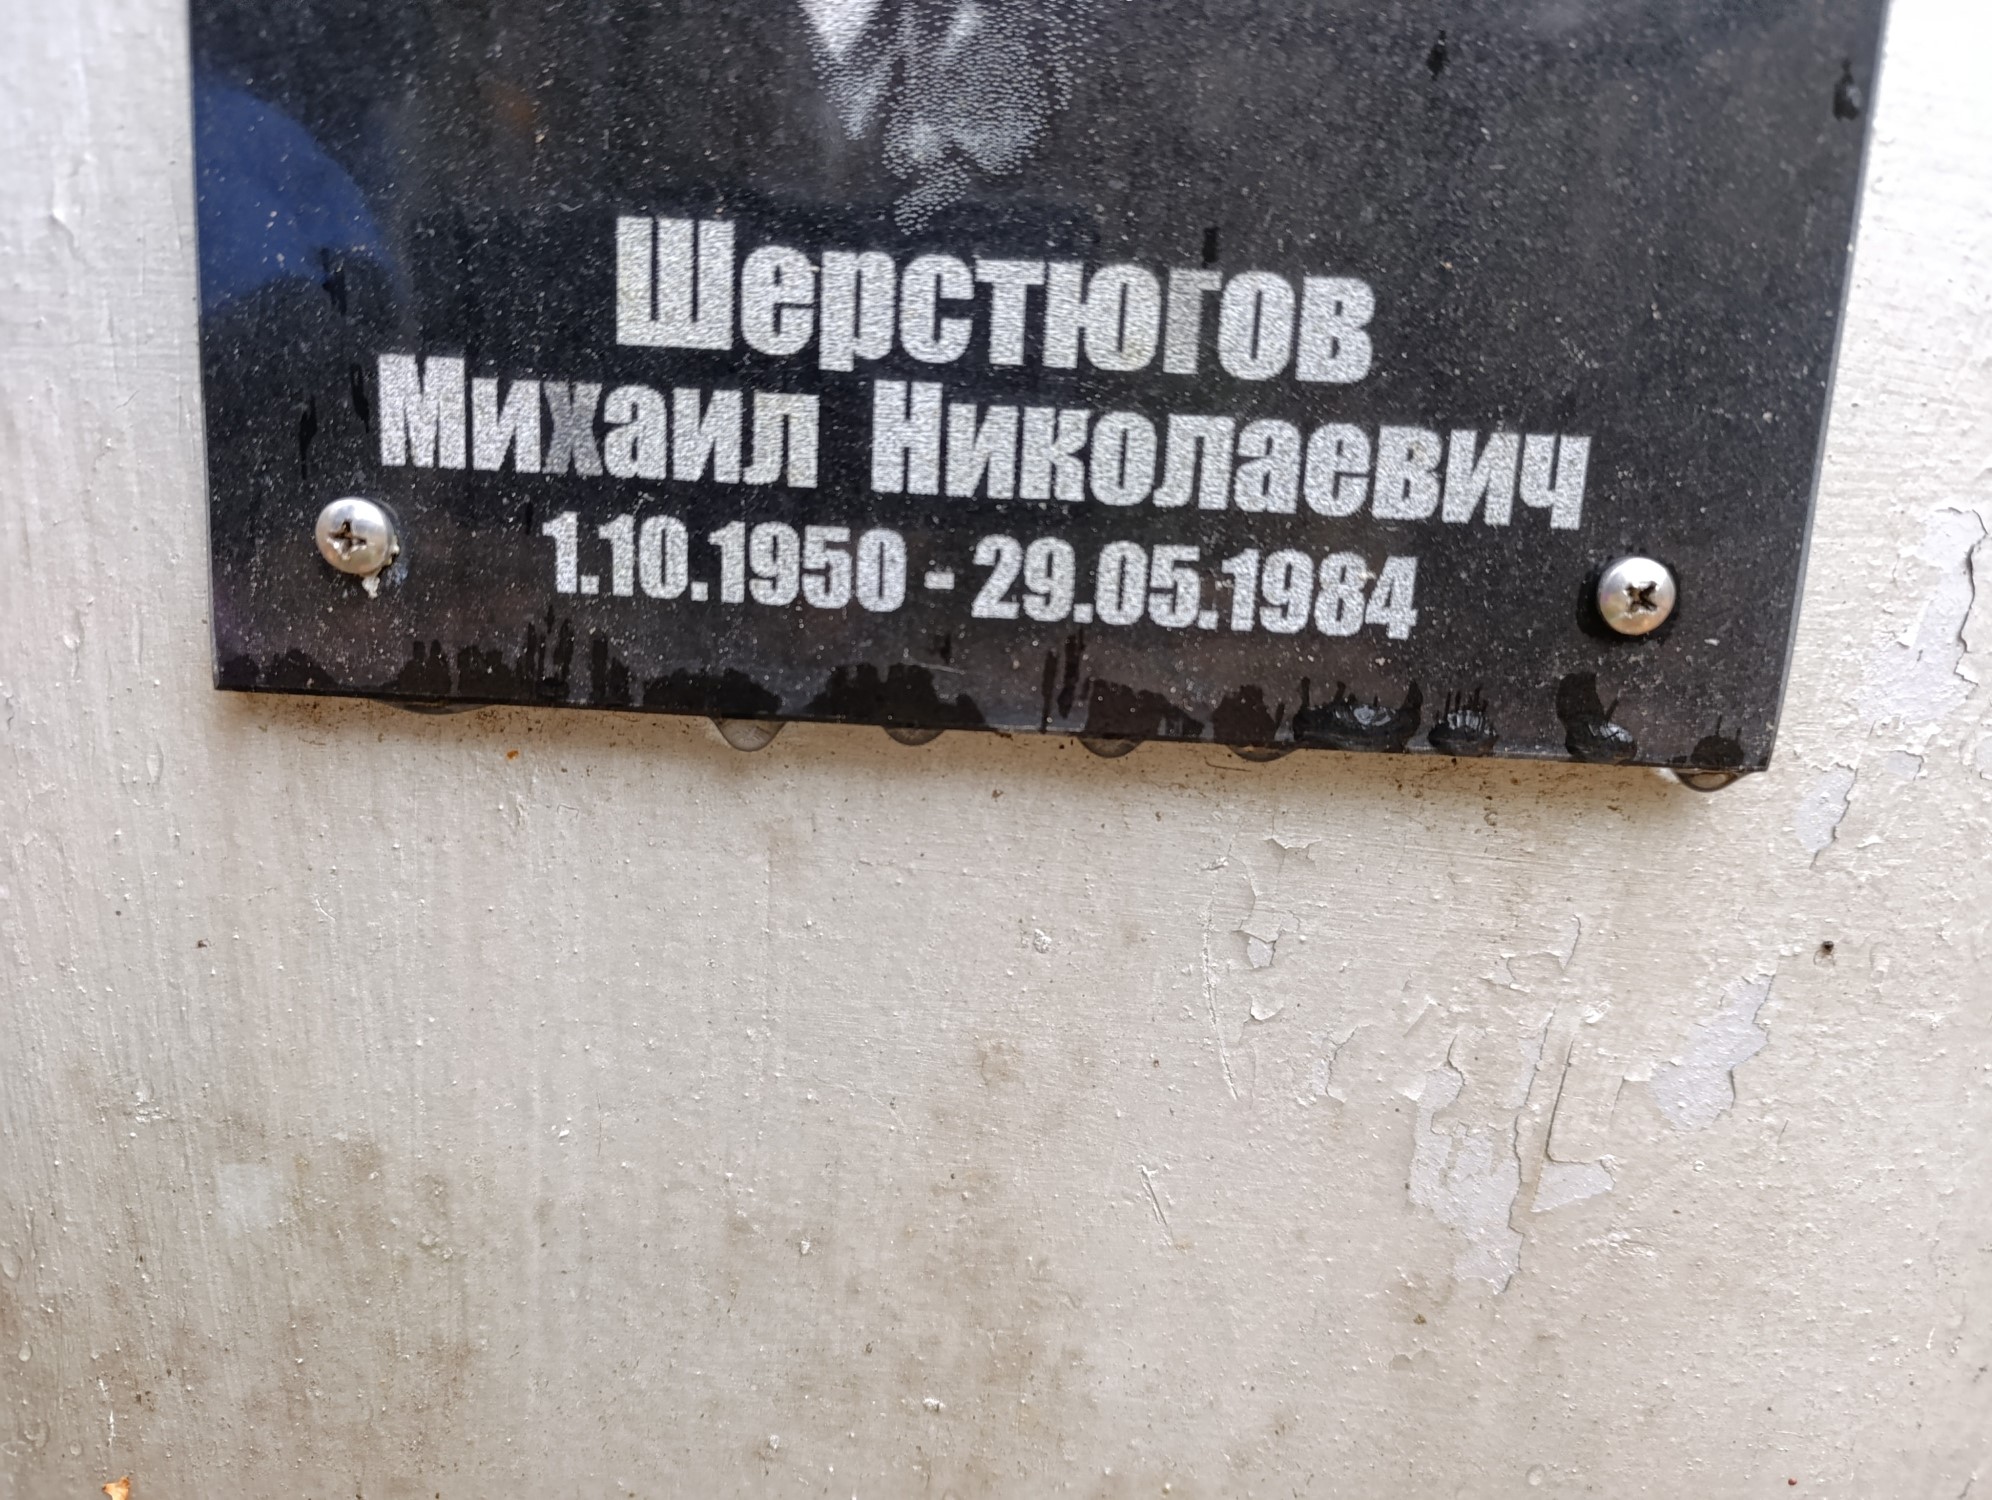 Шерстюгов
Михаил Николаевич
1.10.1950 - 29.05.1984